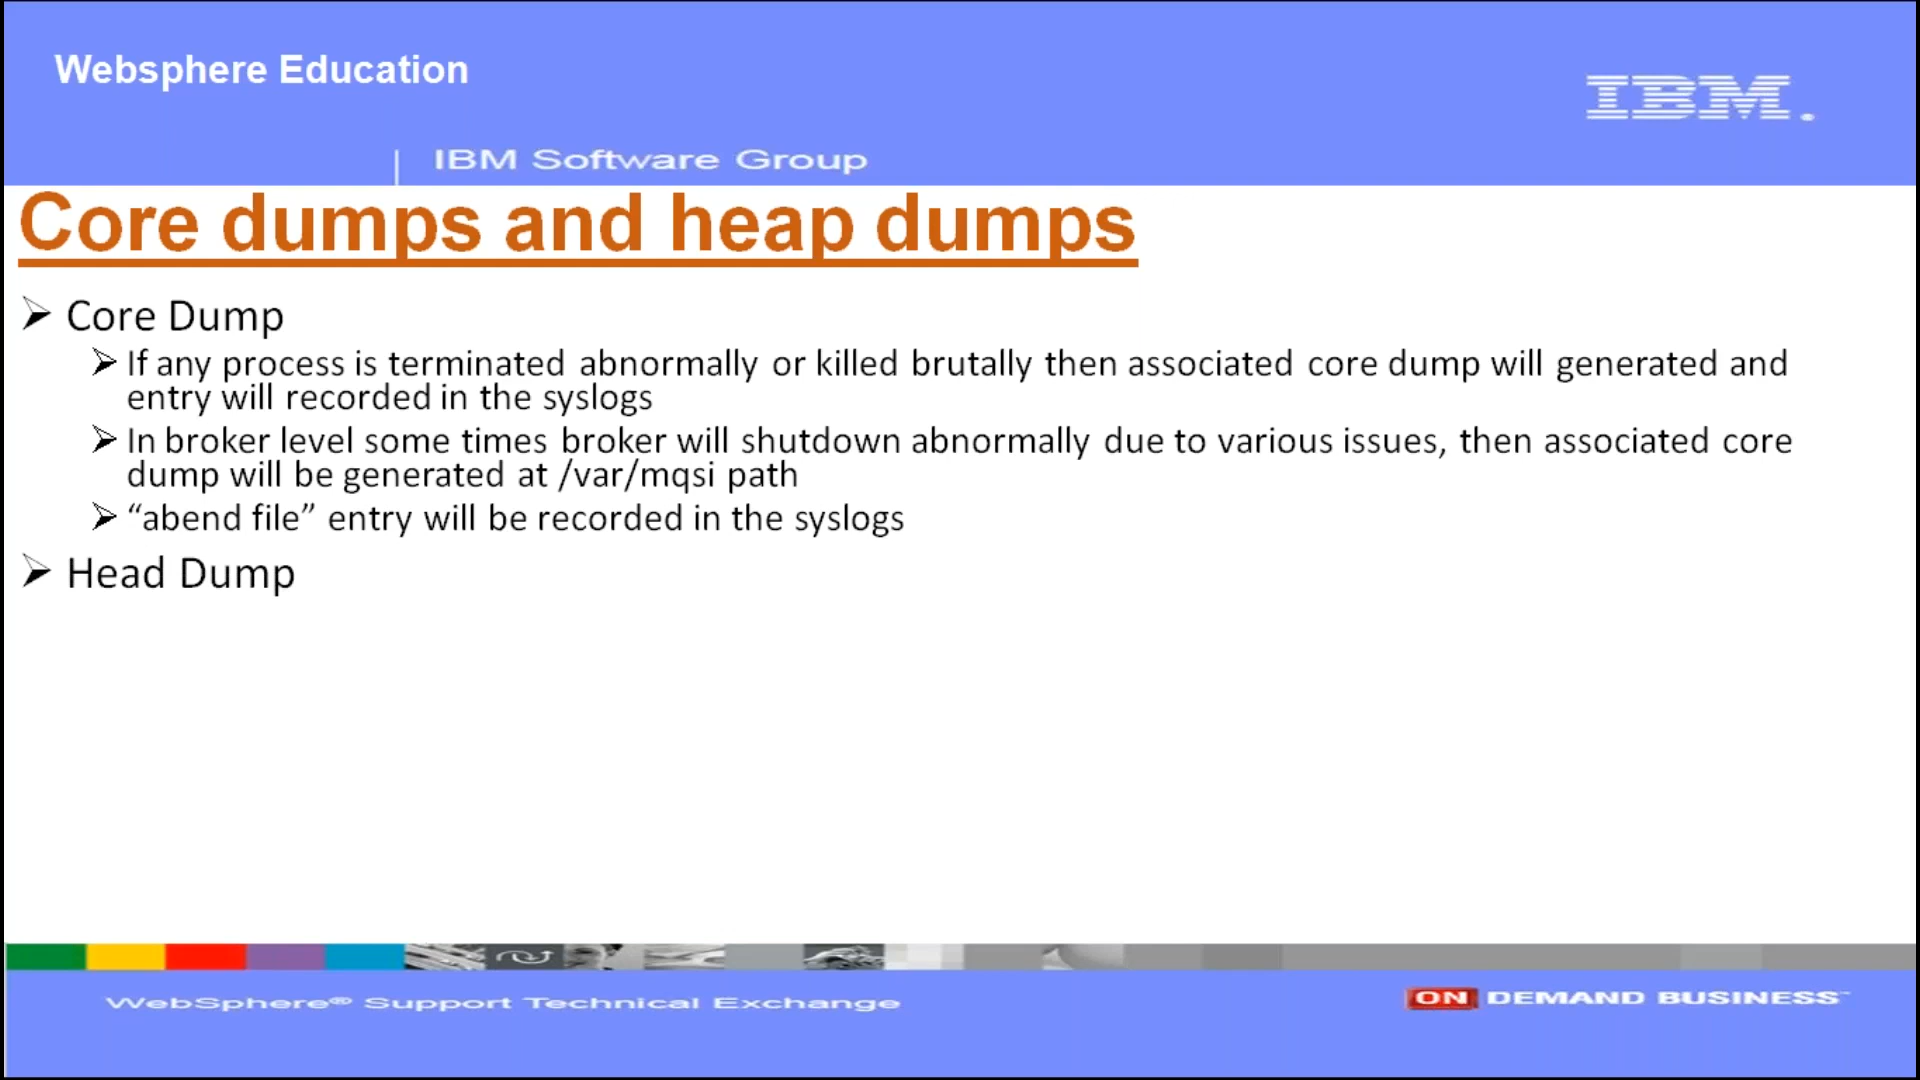 Websphere Education
IBM.
IBM Software Group
Core dumps and heap dumps
➢ Core Dump
➢ If any process is terminated abnormally or killed brutally then associated core dump will generated and
entry will recorded in the syslogs
➢ In broker level some times broker will shutdown abnormally due to various issues, then associated core
dump will be generated at /var/mqsi path
➢ “abend file” entry will be recorded in the syslogs
➢ Head Dump
WebSphere® Support Technical Exchange
ON DEMAND BUSINESS™